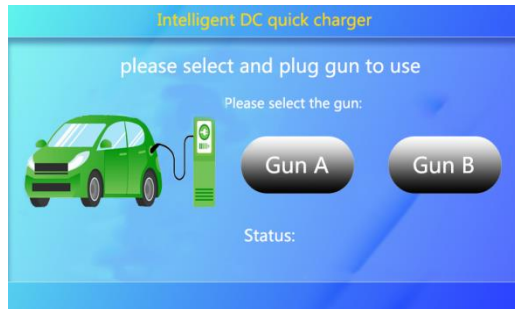 Intelligent DC quick charger
please select and plug gun to use
Please select the gun:
Gun A
Gun B
Status: